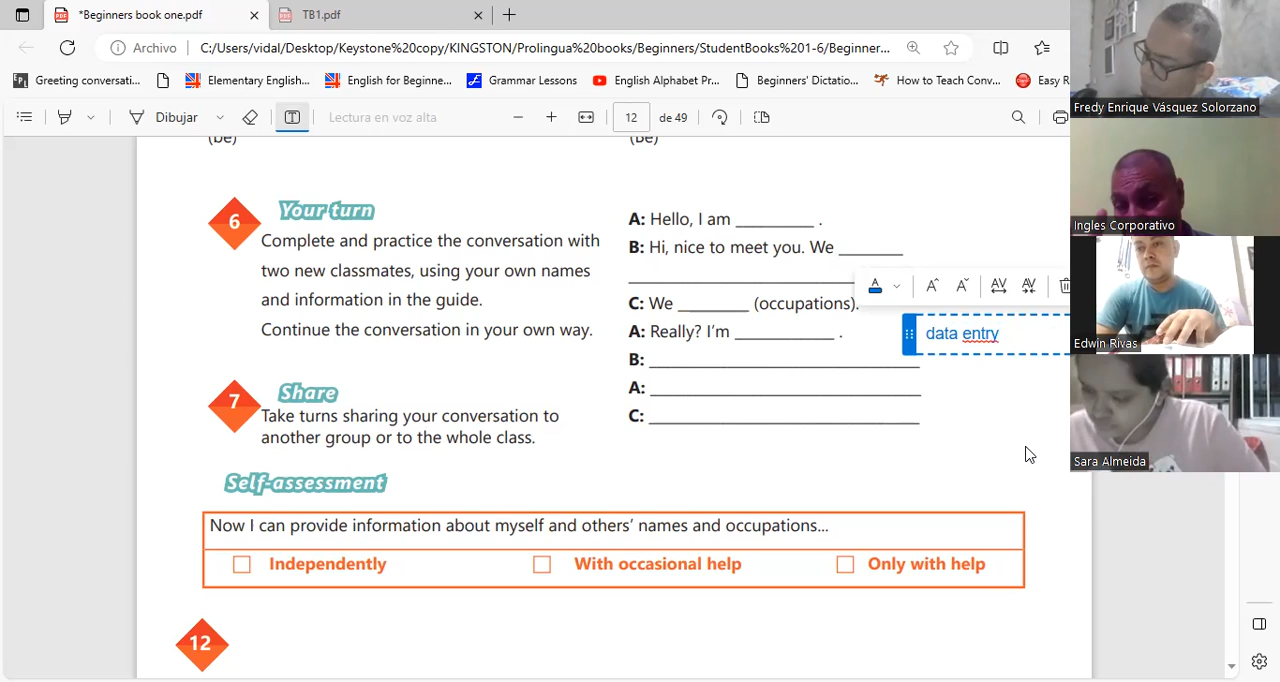 *Beginners book one.pdf
TB1.pdf
Archivo
C:/Users/vidal/Desktop/Keystone%20copy/KINGSTON/Prolingua%20books/Beginners/StudentBooks%201-6/Beginner...
Greeting conversati...
Elementary English...
English for Beginne...
Grammar Lessons
English Alphabet Pr...
Beginners' Dictatio...
How to Teach Conv...
Easy R
Dibujar
Lectura en voz alta
12
de 49
(be)
(be)
6
Your turn
Complete and practice the conversation with
two new classmates, using your own names
and information in the guide.
Continue the conversation in your own way.
A: Hello, I am _________ .
B: Hi, nice to meet you. We _______
C: We ________ (occupations).
A: Really? I'm ___________ .
B: ______________________________
A: ______________________________
C: ______________________________
data entry
7
Share
Take turns sharing your conversation to
another group or to the whole class.
Self-assessment
Now I can provide information about myself and others' names and occupations...
Independently
With occasional help
Only with help
12
Fredy Enrique Vásquez Solorzano
Ingles Corporativo
Edwin Rivas
Sara Almeida